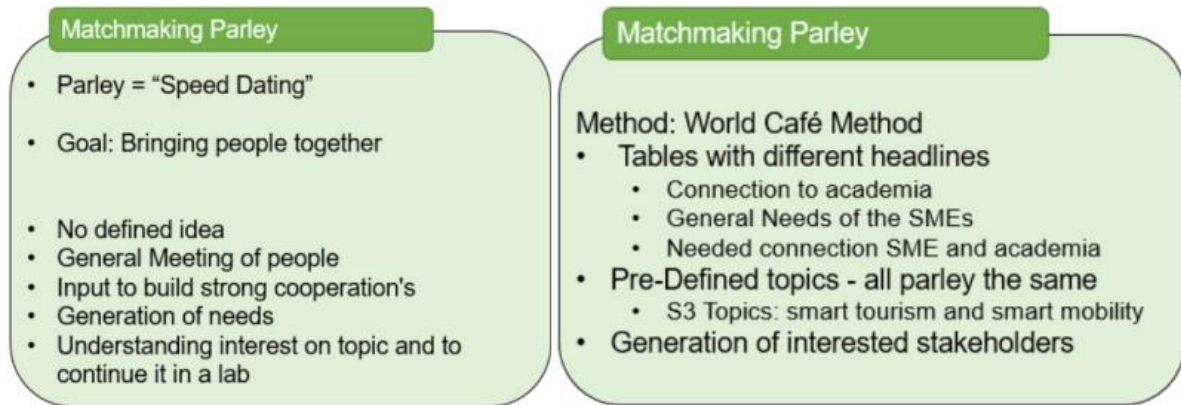 Matchmaking Parley
• Parley = “Speed Dating”
• Goal: Bringing people together
• No defined idea
• General Meeting of people
• Input to build strong cooperation's
• Generation of needs
• Understanding interest on topic and to
continue it in a lab
Matchmaking Parley
Method: World Café Method
• Tables with different headlines
• Connection to academia
• General Needs of the SMEs
• Needed connection SME and academia
• Pre-Defined topics - all parley the same
• S3 Topics: smart tourism and smart mobility
• Generation of interested stakeholders